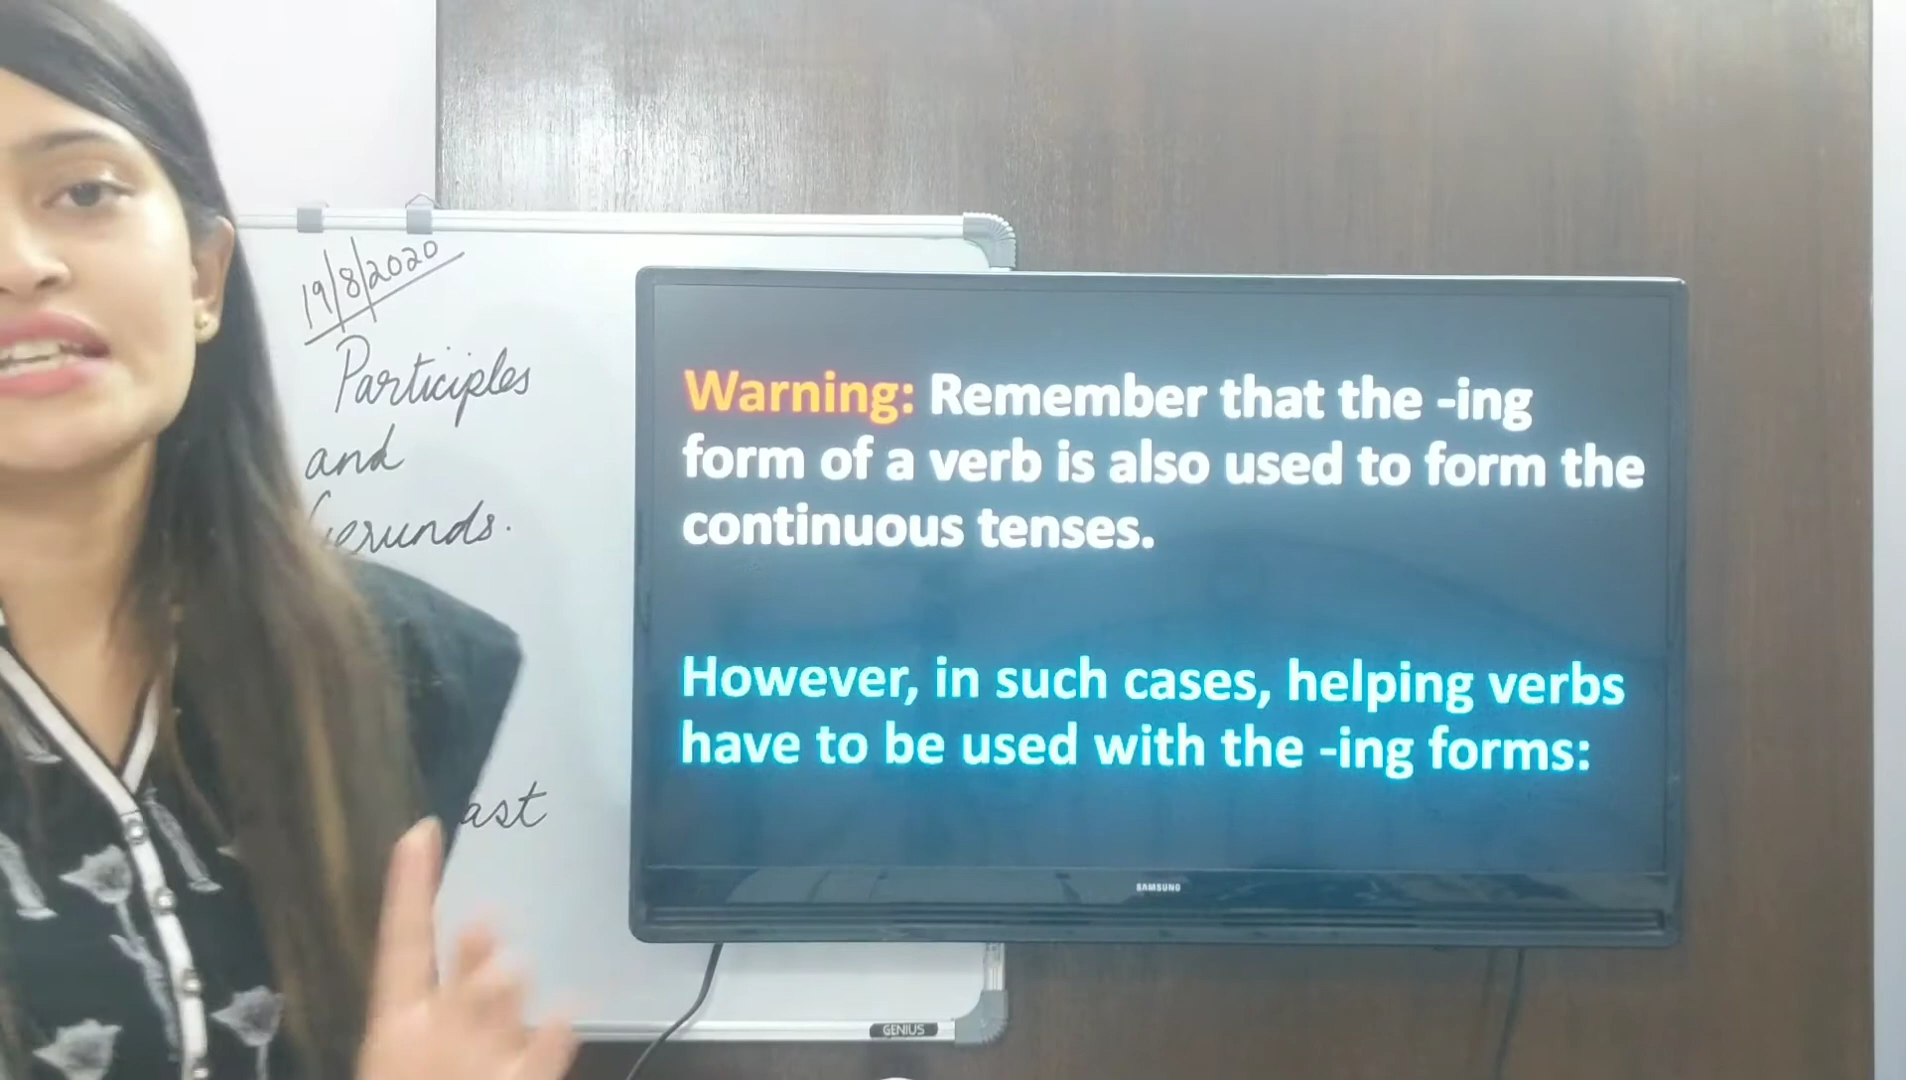 19/8/2020
Participles
and
Gerunds.
ast
Warning: Remember that the -ing
form of a verb is also used to form the
continuous tenses.
However, in such cases, helping verbs
have to be used with the -ing forms:
SAMSUNG
GENIUS